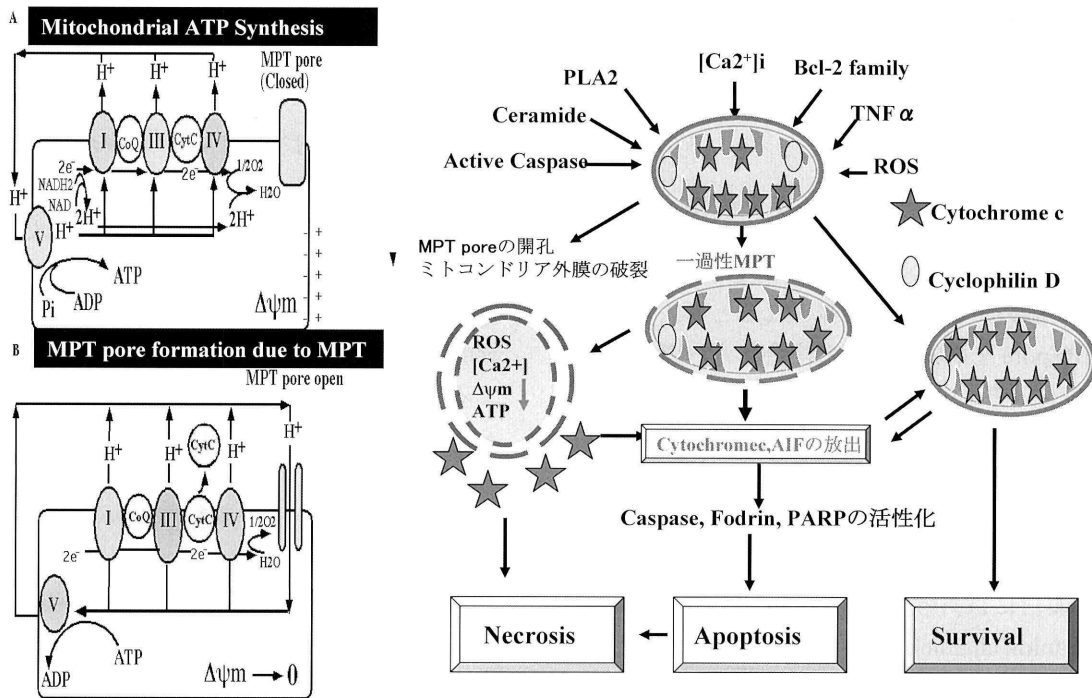 A
Mitochondrial ATP Synthesis
MPT pore
(Closed)
H+
H+
H+
I
CoQ
III
CytC
IV
2e-
2e-
1/2O2
NADH2
NAD
H2O
2H+
2H+
H+
V
H+
ATP
ADP
Pi
Δψm
+
+
+
+
+
+
B
MPT pore formation due to MPT
MPT pore open
H+
H+
H+
H+
CytC
I
CoQ
III
CytC
IV
2e-
2e-
1/2O2
H2O
V
ATP
ADP
Δψm → 0
[Ca2+]i
PLA2
Bcl-2 family
Ceramide
TNFα
Active Caspase
ROS
Cytochrome c
Cyclophilin D
MPT poreの開孔
ミトコンドリア外膜の破裂
一過性MPT
ROS
[Ca2+]
Δψm
ATP
Cytochromec,AIFの放出
Caspase, Fodrin, PARPの活性化
Necrosis
Apoptosis
Survival